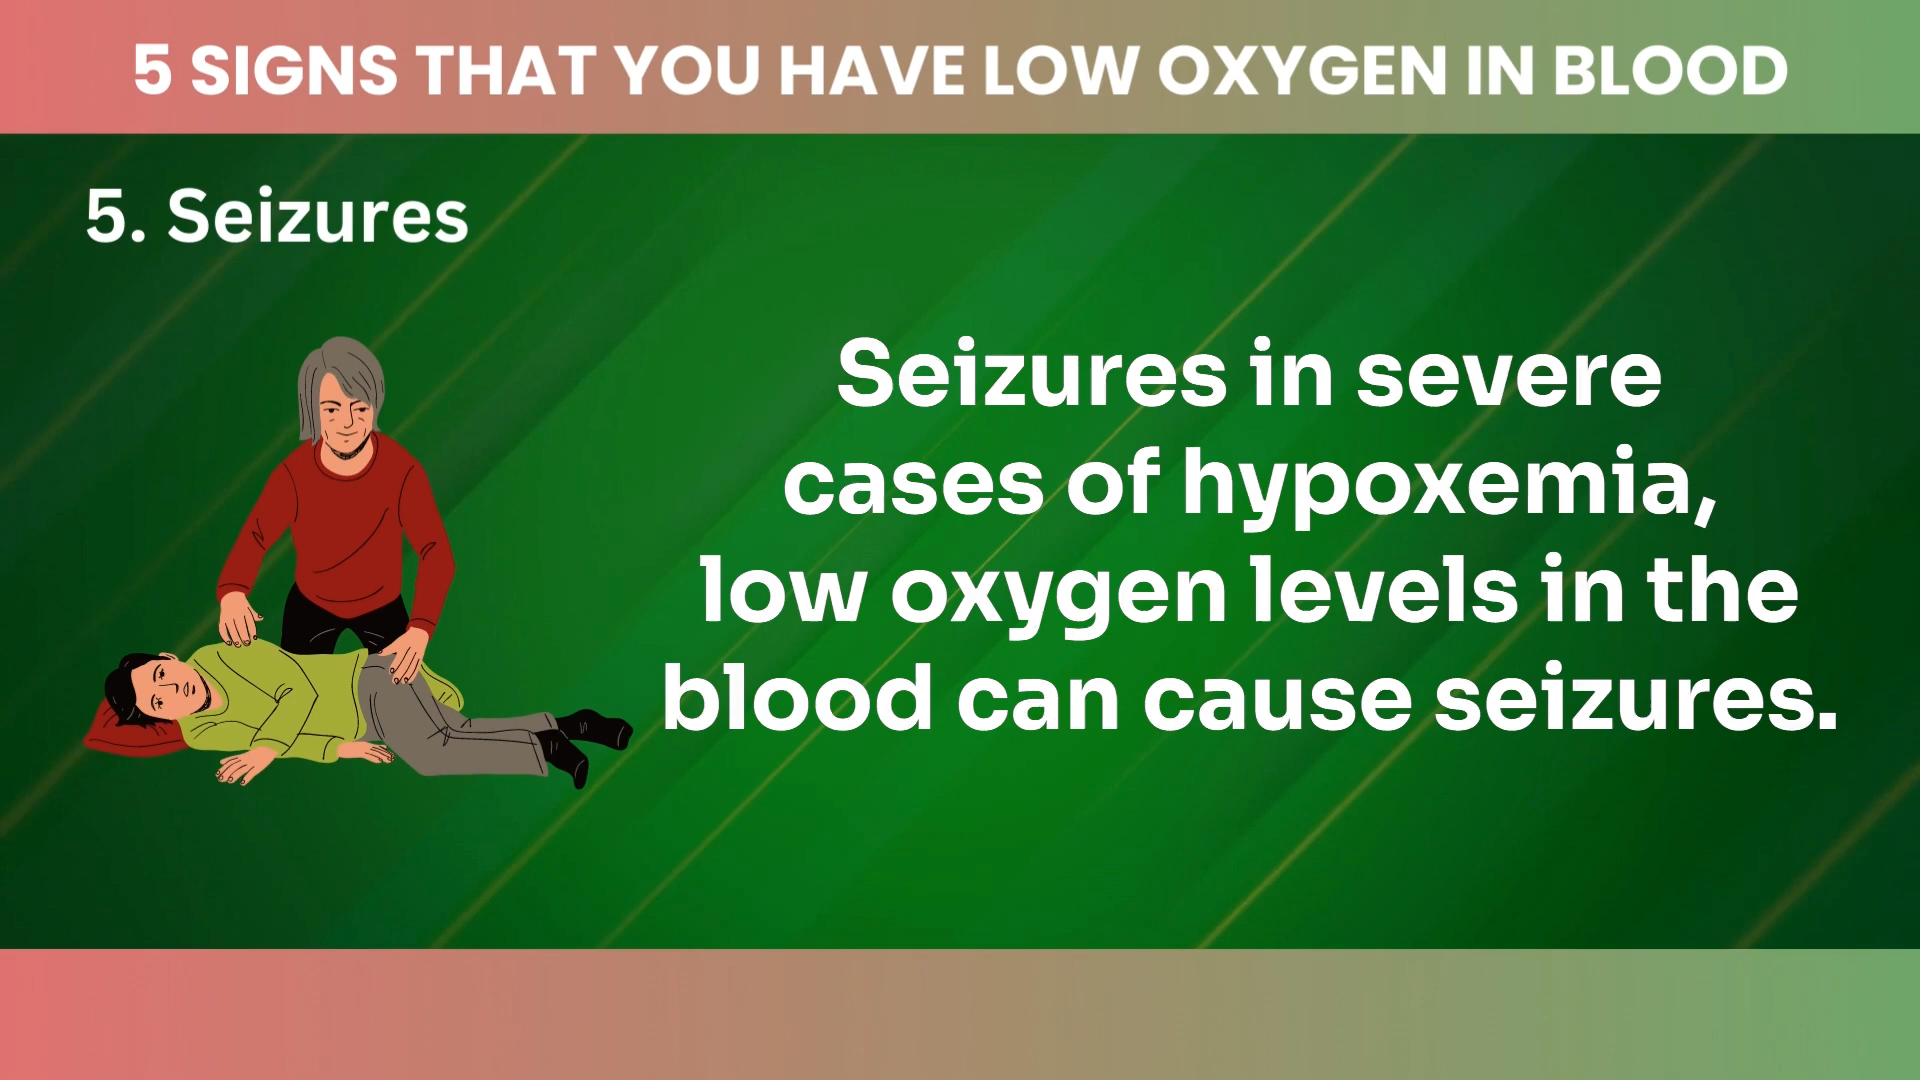 5 SIGNS THAT YOU HAVE LOW OXYGEN IN BLOOD
5. Seizures
Seizures in severe
cases of hypoxemia,
low oxygen levels in the
blood can cause seizures.